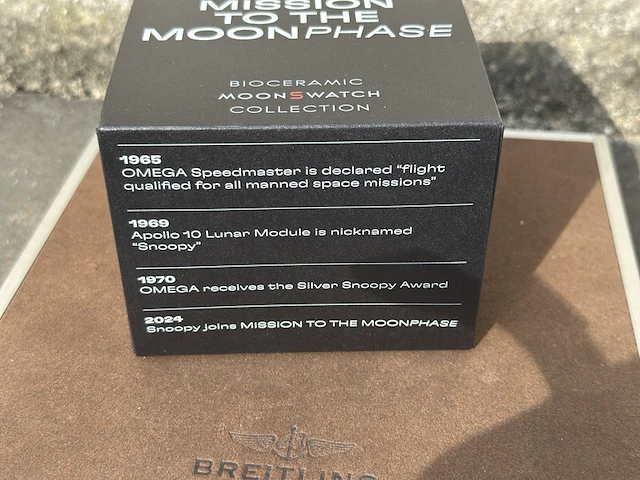 MISSION
TO THE
MOONPHASE
BIOCERAMIC
MOONSWATCH
COLLECTION
1965
OMEGA Speedmaster is declared “flight
qualified for all manned space missions”
1969
Apollo 10 Lunar Module is nicknamed
“Snoopy”
1970
OMEGA receives the Silver Snoopy Award
2024
Snoopy joins MISSION TO THE MOONPHASE
BREITLING